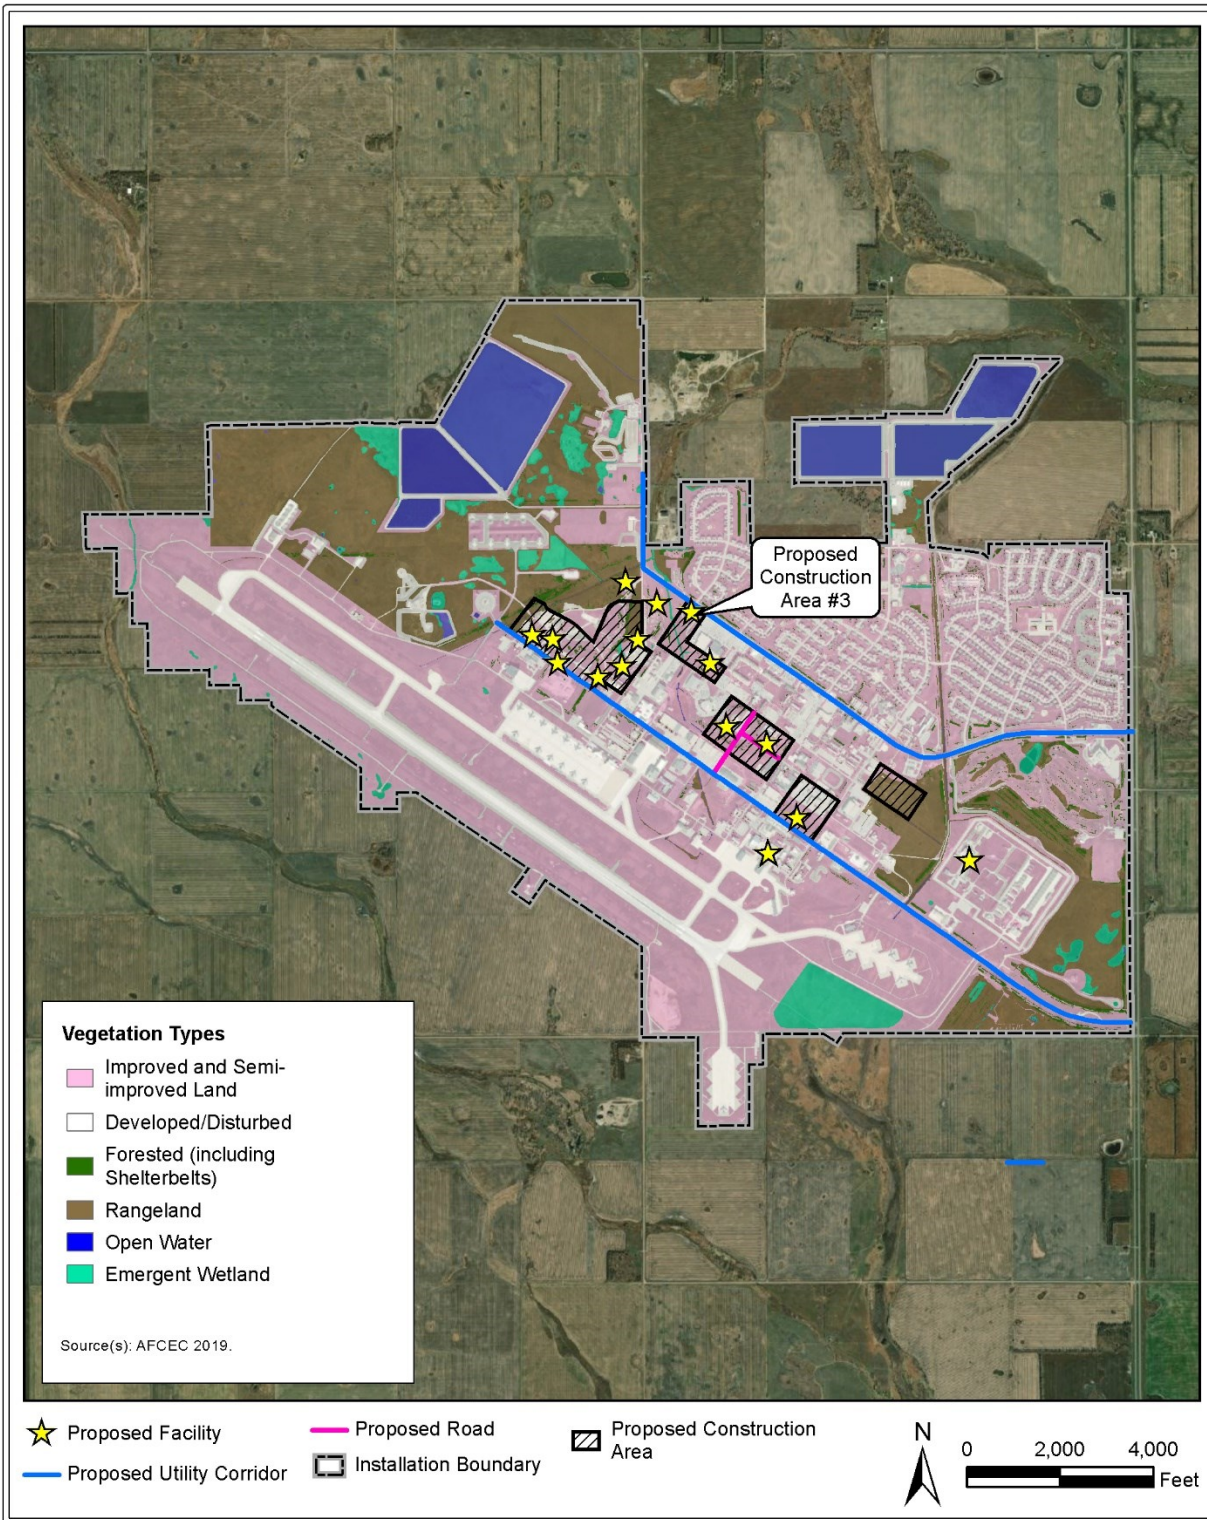 Proposed
Construction
Area #3
Vegetation Types
Improved and Semi-
improved Land
Developed/Disturbed
Forested (including
Shelterbelts)
Rangeland
Open Water
Emergent Wetland
Source(s): AFCEC 2019.
Proposed Facility
Proposed Utility Corridor
Proposed Road
Installation Boundary
Proposed Construction
Area
N
0 2,000 4,000
Feet